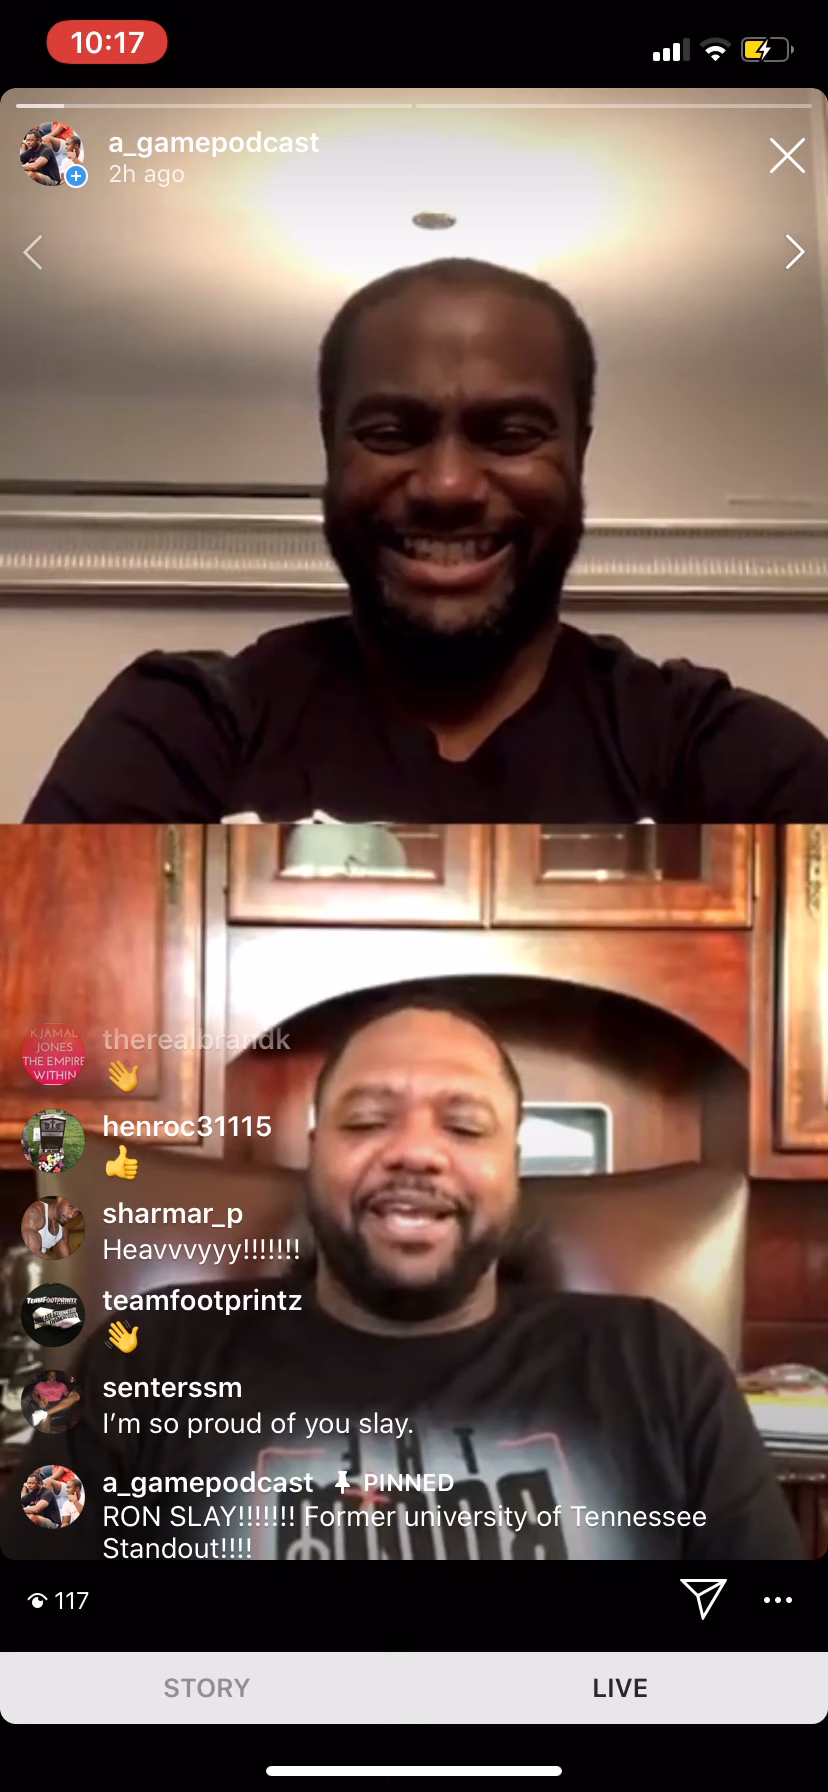 10:17
a_gamepodcast
2h ago
therealbrandk
K.JAMAL
JONES
THE EMPIRE
WITHIN
henroc31115
sharmar_p
Heavvvyyy!!!!!!!
teamfootprintz
TEAMFOOTPRINTZ
senterssm
I'm so proud of you slay.
a_gamepodcast PINNED
RON SLAY!!!!!!! Former university of Tennessee
Standout!!!!
117
STORY
LIVE